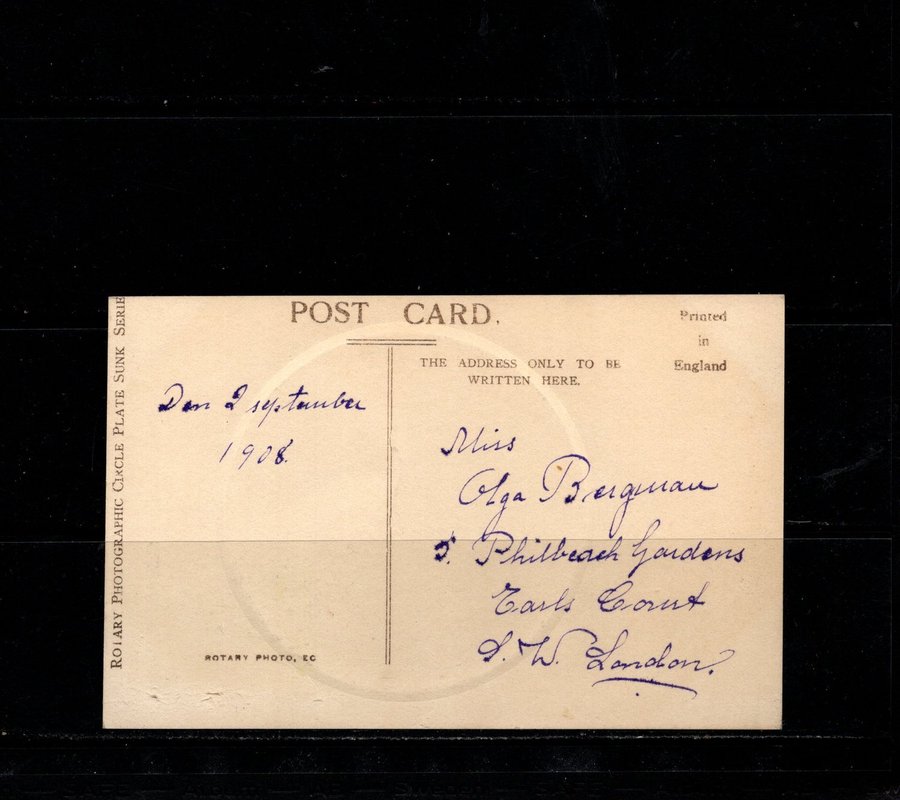 POST CARD.
Printed
in
England
THE ADDRESS ONLY TO BE
WRITTEN HERE.
ROTARY PHOTOGRAPHIC CIRCLE PLATE SUNK SERIE
Den 2 september
1908.
Miss
Olga Bergman
5. Philbeach Gardens
Earls Court
S. W. London.
ROTARY PHOTO, EC